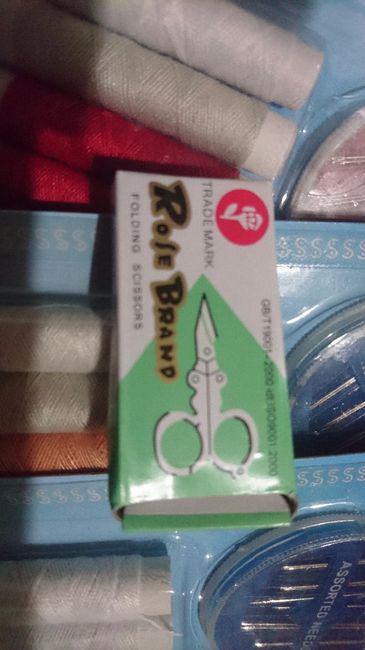 TRADE MARK
ROSE BRAND
FOLDING SCISSORS
GB/T19001-2000 idt ISO9001:2000
ASSORTED NEED